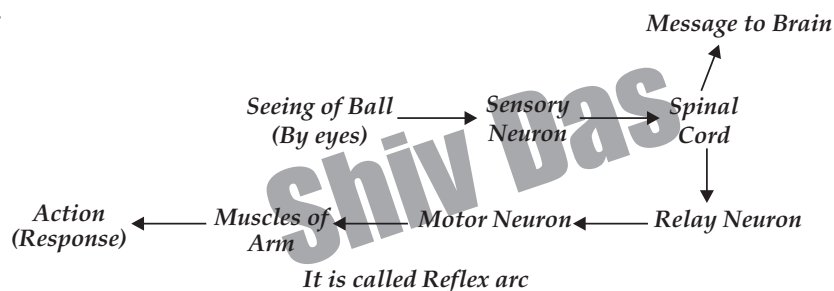 Message to Brain
Seeing of Ball
(By eyes)
Sensory
Neuron
Spinal
Cord
Action
(Response)
Muscles of
Arm
Motor Neuron
Relay Neuron
It is called Reflex arc
Shiv Das